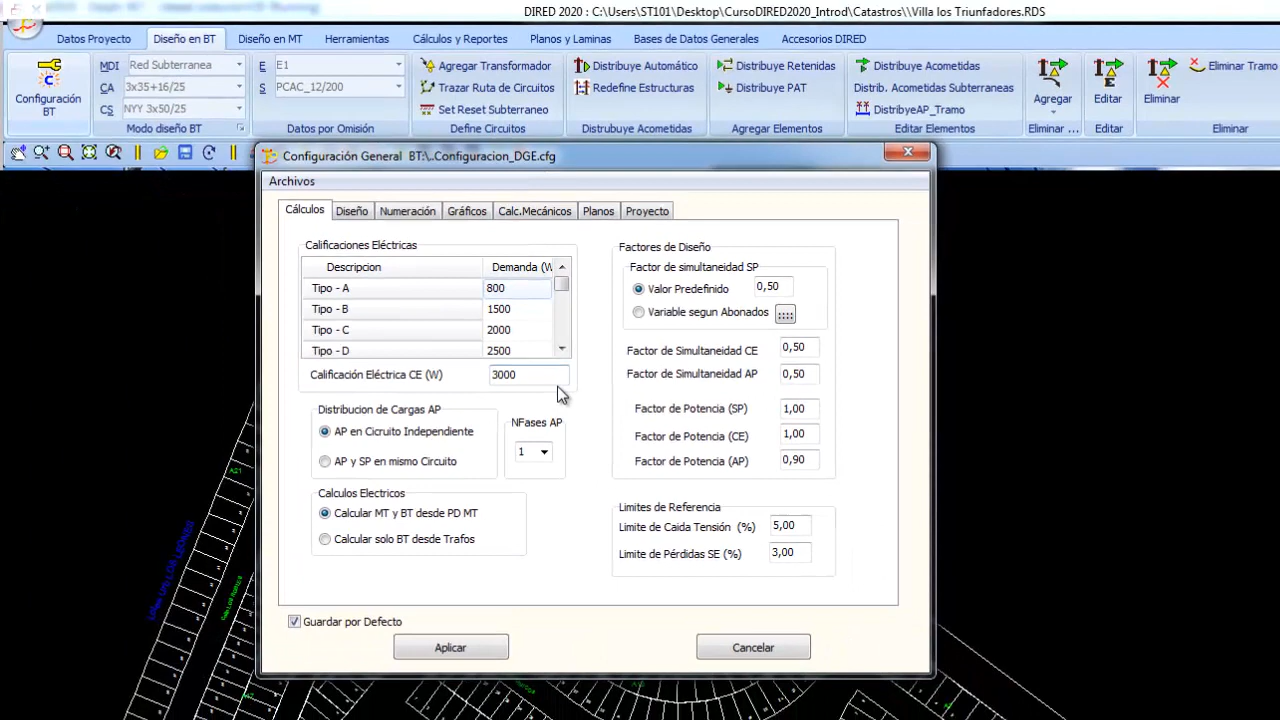 DIRED 2020 : C:\Users\ST101\Desktop\CursoDIRED2020_Introd\Catastros\\Villa los Triunfadores.RDS
Datos Proyecto
Diseño en BT
Diseño en MT
Herramientas
Cálculos y Reportes
Planos y Laminas
Bases de Datos Generales
Accesorios DIRED
Configuración
BT
MDI Red Subterranea
CA 3x35+16/25
CS NYY 3x50/25
Modo diseño BT
E E1
S PCAC_12/200
Datos por Omisión
Agregar Transformador
Trazar Ruta de Circuitos
Set Reset Subterraneo
Define Circuitos
Distribuye Automático
Redefine Estructuras
Distrubuye Acometidas
Distribuye Retenidas
Distribuye PAT
Agregar Elementos
Distribuye Acometidas
Distrib. Acometidas Subterraneas
DistribyeAP_Tramo
Editar Elementos
Agregar
Eliminar ...
Editar
Editar
Eliminar
Eliminar Tramo
Eliminar
Configuración General BT:\..Configuracion_DGE.cfg
Archivos
Cálculos
Diseño
Numeración
Gráficos
Calc.Mecánicos
Planos
Proyecto
Calificaciones Eléctricas
Descripcion Demanda (W
Tipo - A 800
Tipo - B 1500
Tipo - C 2000
Tipo - D 2500
Calificación Eléctrica CE (W) 3000
Distribucion de Cargas AP
AP en Cicruito Independiente
AP y SP en mismo Circuito
NFases AP
1
Calculos Electricos
Calcular MT y BT desde PD MT
Calcular solo BT desde Trafos
Factores de Diseño
Factor de simultaneidad SP
Valor Predefinido 0,50
Variable segun Abonados
Factor de Simultaneidad CE 0,50
Factor de Simultaneidad AP 0,50
Factor de Potencia (SP) 1,00
Factor de Potencia (CE) 1,00
Factor de Potencia (AP) 0,90
Limites de Referencia
Limite de Caida Tensión (%) 5,00
Limite de Pérdidas SE (%) 3,00
Guardar por Defecto
Aplicar
Cancelar